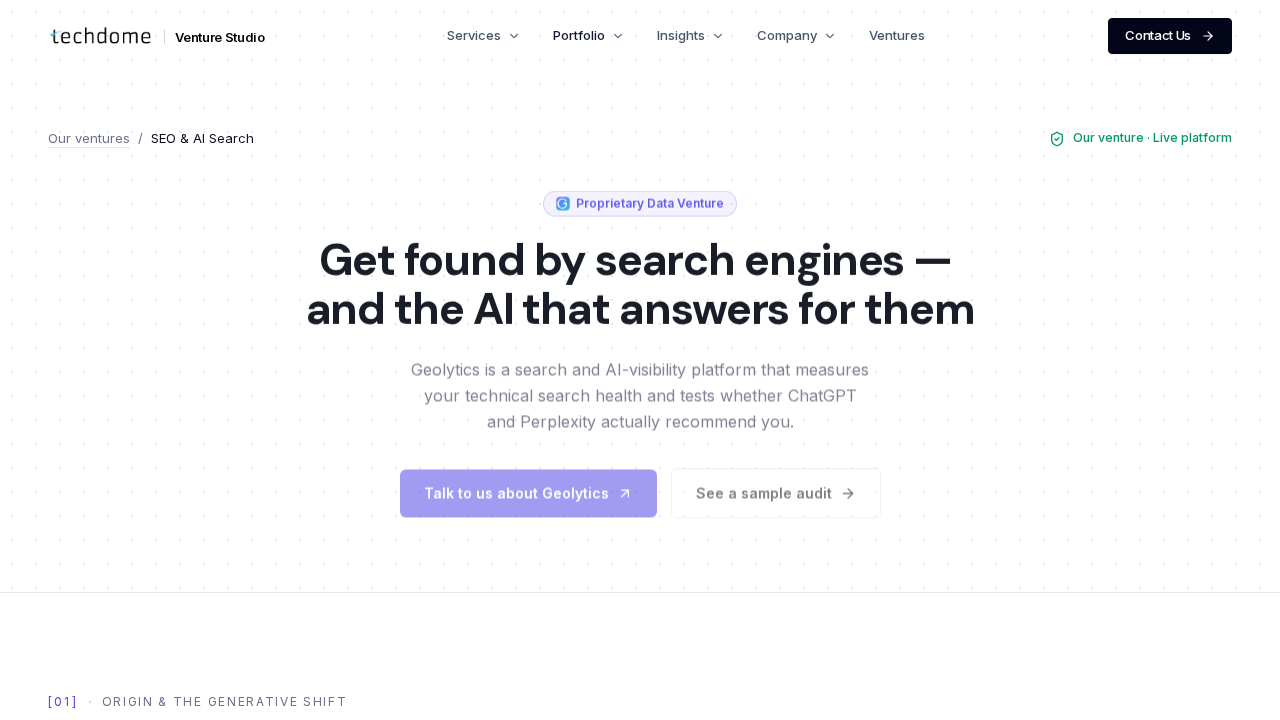 techdome Venture Studio
Services Portfolio Insights Company Ventures
Contact Us
Our ventures / SEO & AI Search
Our venture · Live platform
Proprietary Data Venture
Get found by search engines —
and the AI that answers for them
Geolytics is a search and AI-visibility platform that measures
your technical search health and tests whether ChatGPT
and Perplexity actually recommend you.
Talk to us about Geolytics
See a sample audit
[01] · ORIGIN & THE GENERATIVE SHIFT